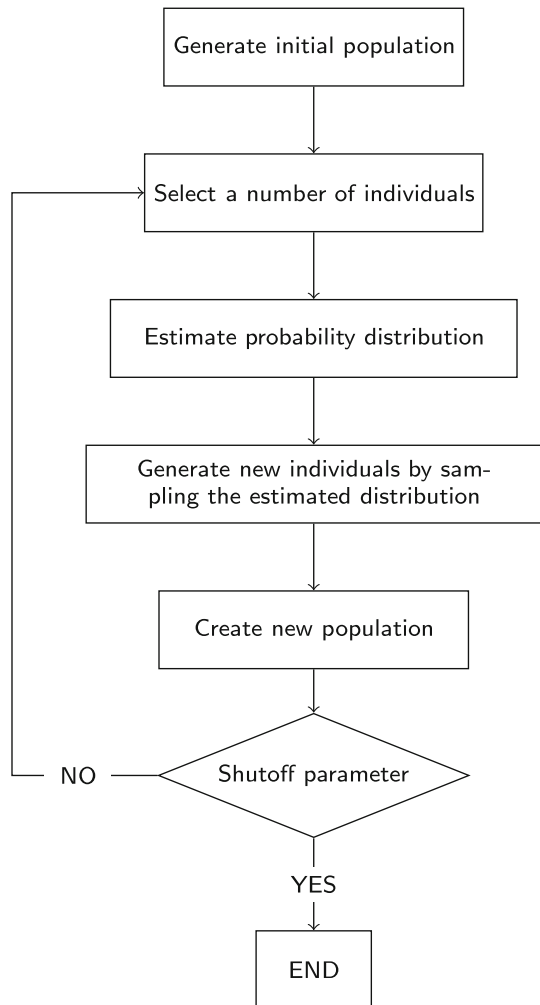 Generate initial population
Select a number of individuals
Estimate probability distribution
Generate new individuals by sam-
pling the estimated distribution
Create new population
Shutoff parameter
NO
YES
END